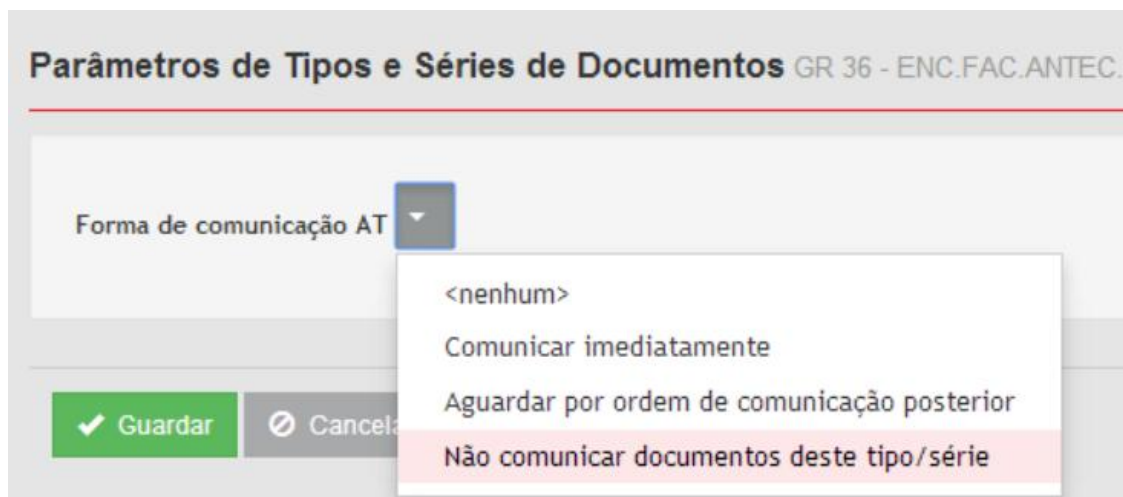 Parâmetros de Tipos e Séries de Documentos GR 36 - ENC.FAC.ANTEC.
Forma de comunicação AT
<nenhum>
Comunicar imediatamente
Aguardar por ordem de comunicação posterior
Guardar
Não comunicar documentos deste tipo/série